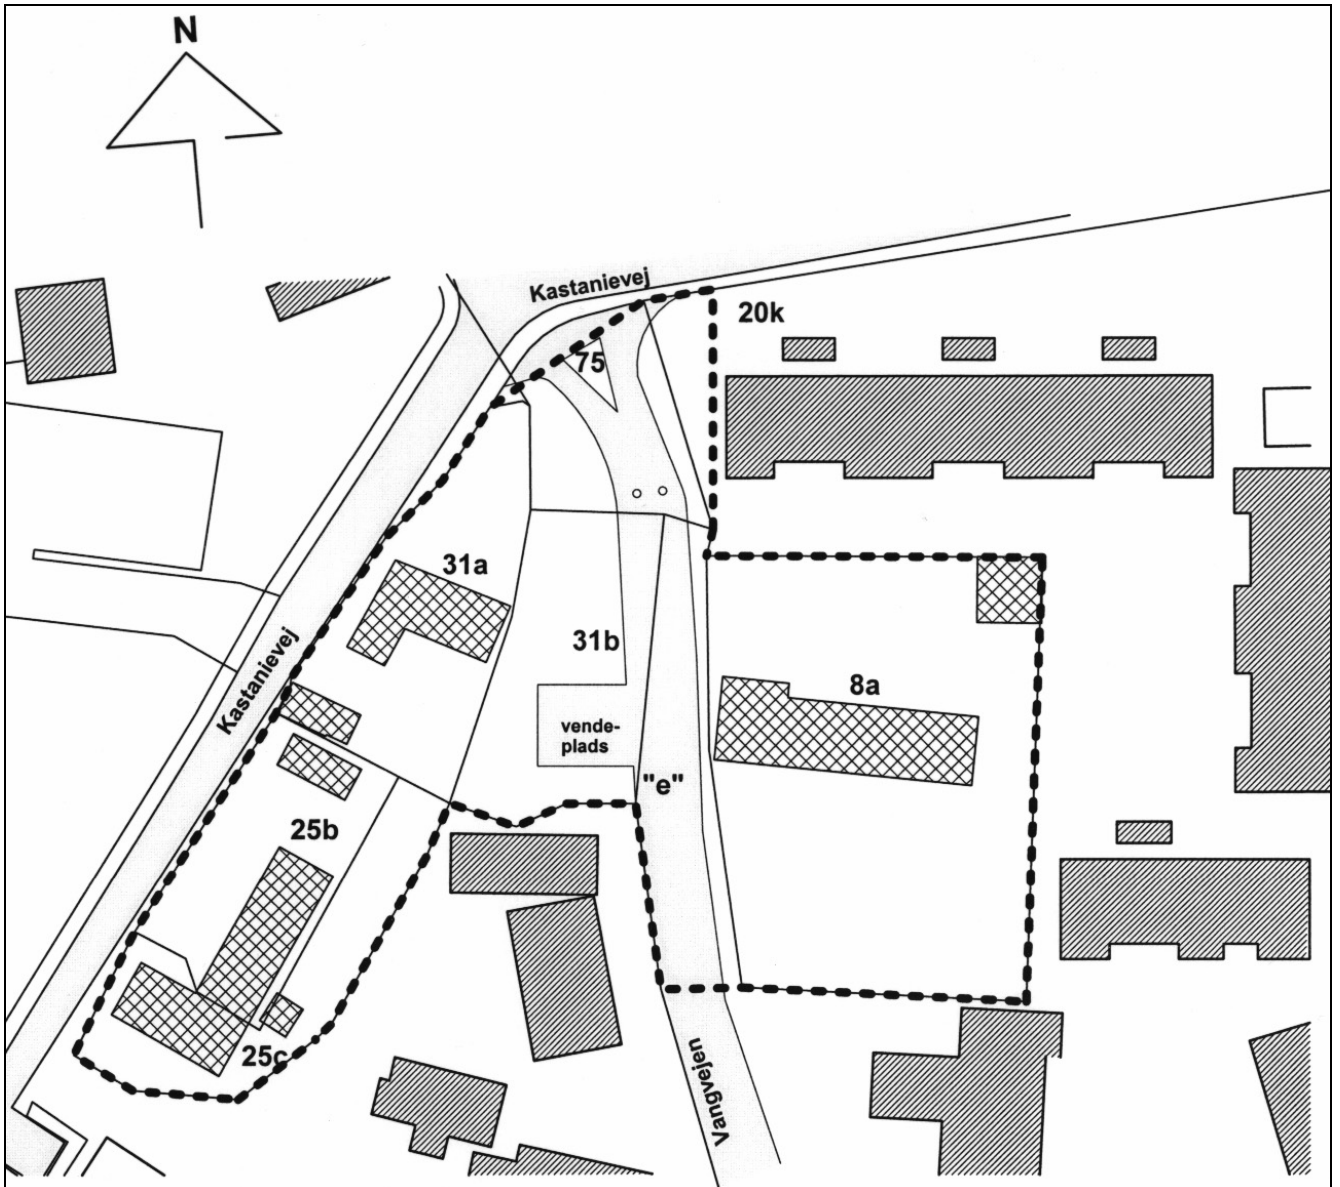 N
Kastanievej
20k
75
31a
31b
Kastanievej
8a
vende-
plads
"e"
25b
25c
Vangvejen